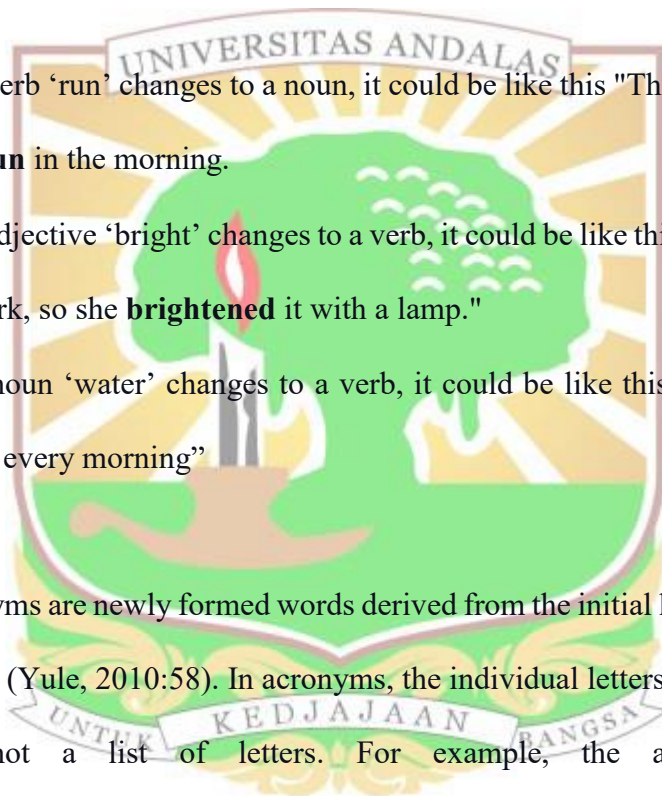 UNIVERSITAS ANDALAS
erb ‘run’ changes to a noun, it could be like this "Th
un in the morning.
djective ‘bright’ changes to a verb, it could be like thi
rk, so she brightened it with a lamp."
noun ‘water’ changes to a verb, it could be like this
every morning”
yms are newly formed words derived from the initial l
(Yule, 2010:58). In acronyms, the individual letters
not a list of letters. For example, the a
UNTUK KEDJAJAAN BANGSA